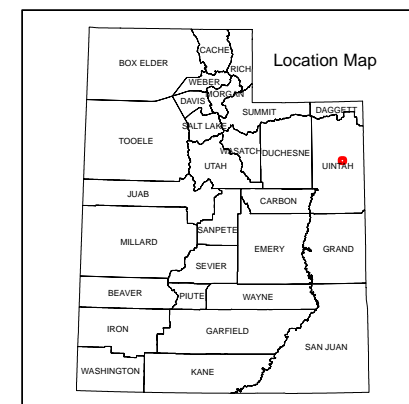 Location Map
BOX ELDER
CACHE
RICH
WEBER
MORGAN
DAVIS
SUMMIT
DAGGETT
SALT LAKE
TOOELE
WASATCH
DUCHESNE
UTAH
UINTAH
JUAB
CARBON
SANPETE
MILLARD
EMERY
GRAND
SEVIER
BEAVER
PIUTE
WAYNE
IRON
GARFIELD
SAN JUAN
WASHINGTON
KANE